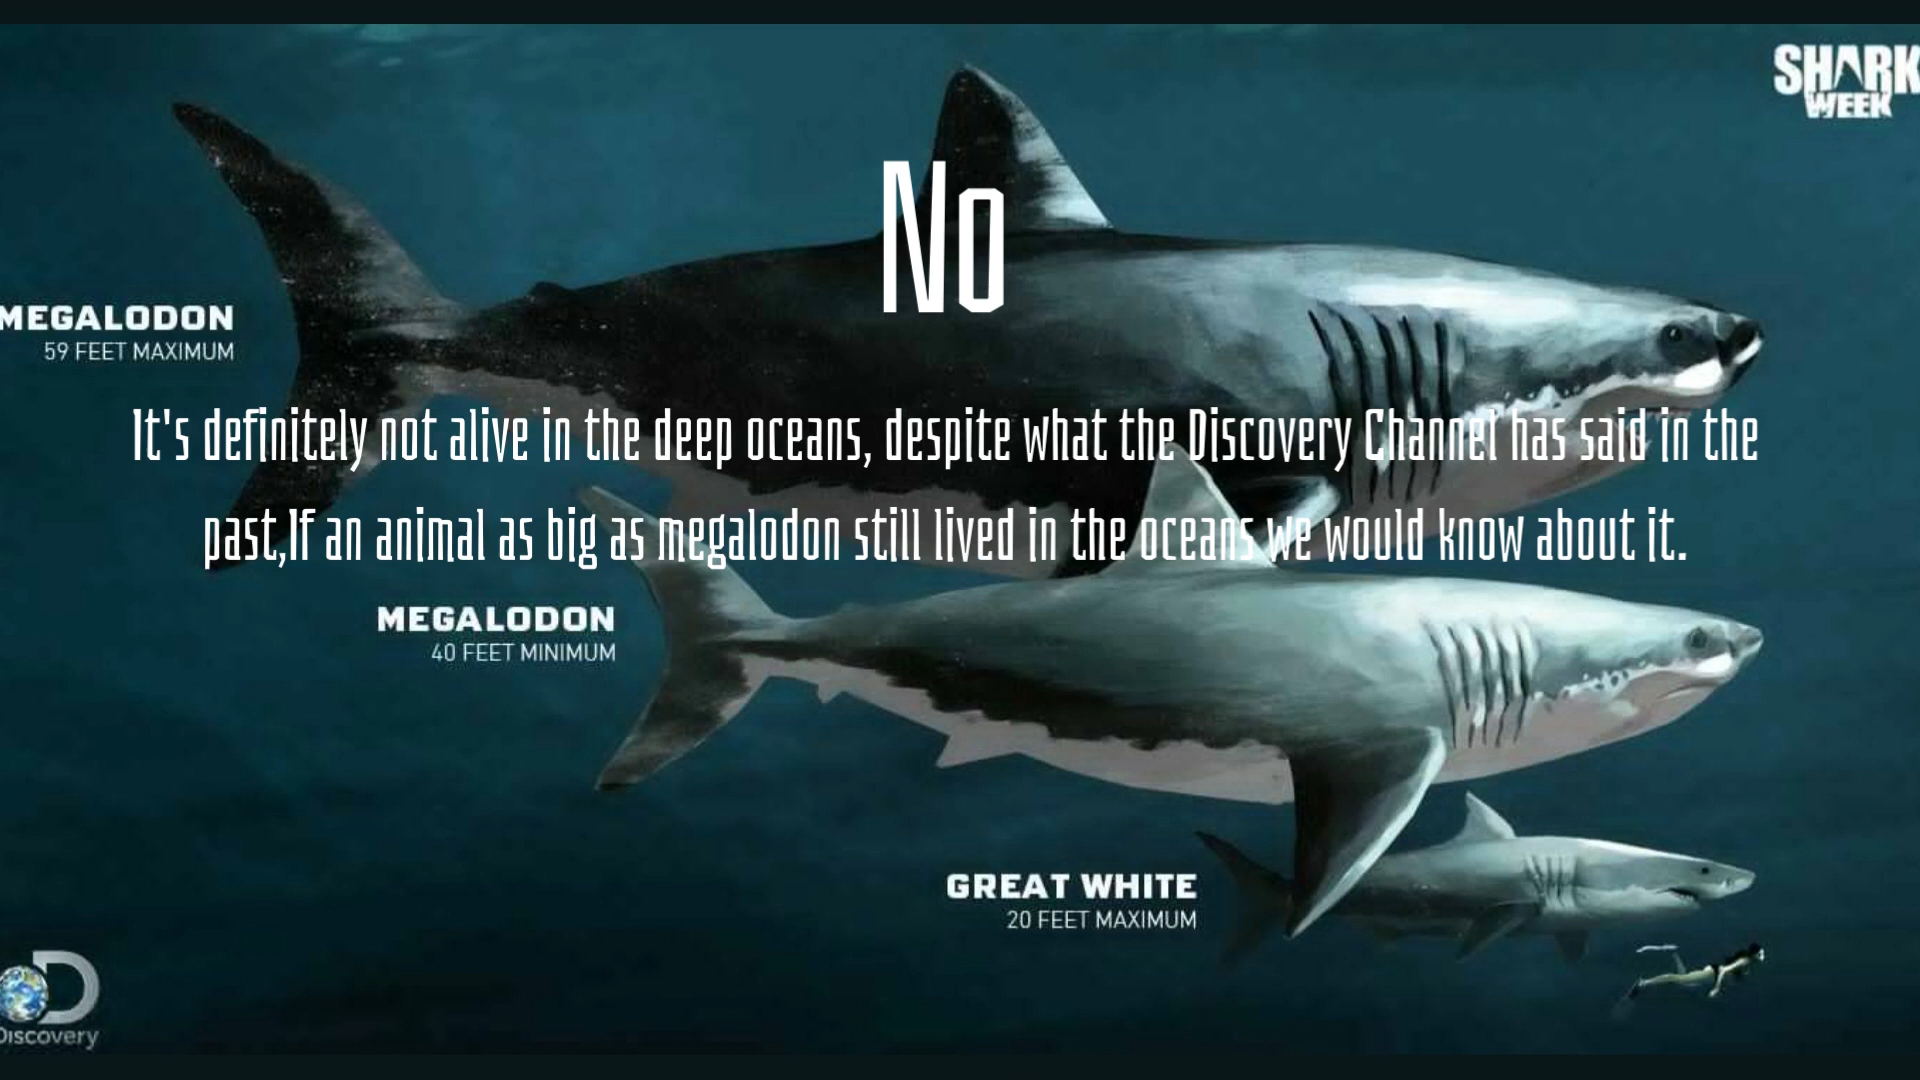 SHARK
WEEK
No
MEGALODON
59 FEET MAXIMUM
It's definitely not alive in the deep oceans, despite what the Discovery Channel has said in the
past,If an animal as big as megalodon still lived in the oceans we would know about it.
MEGALODON
40 FEET MINIMUM
GREAT WHITE
20 FEET MAXIMUM
Discovery